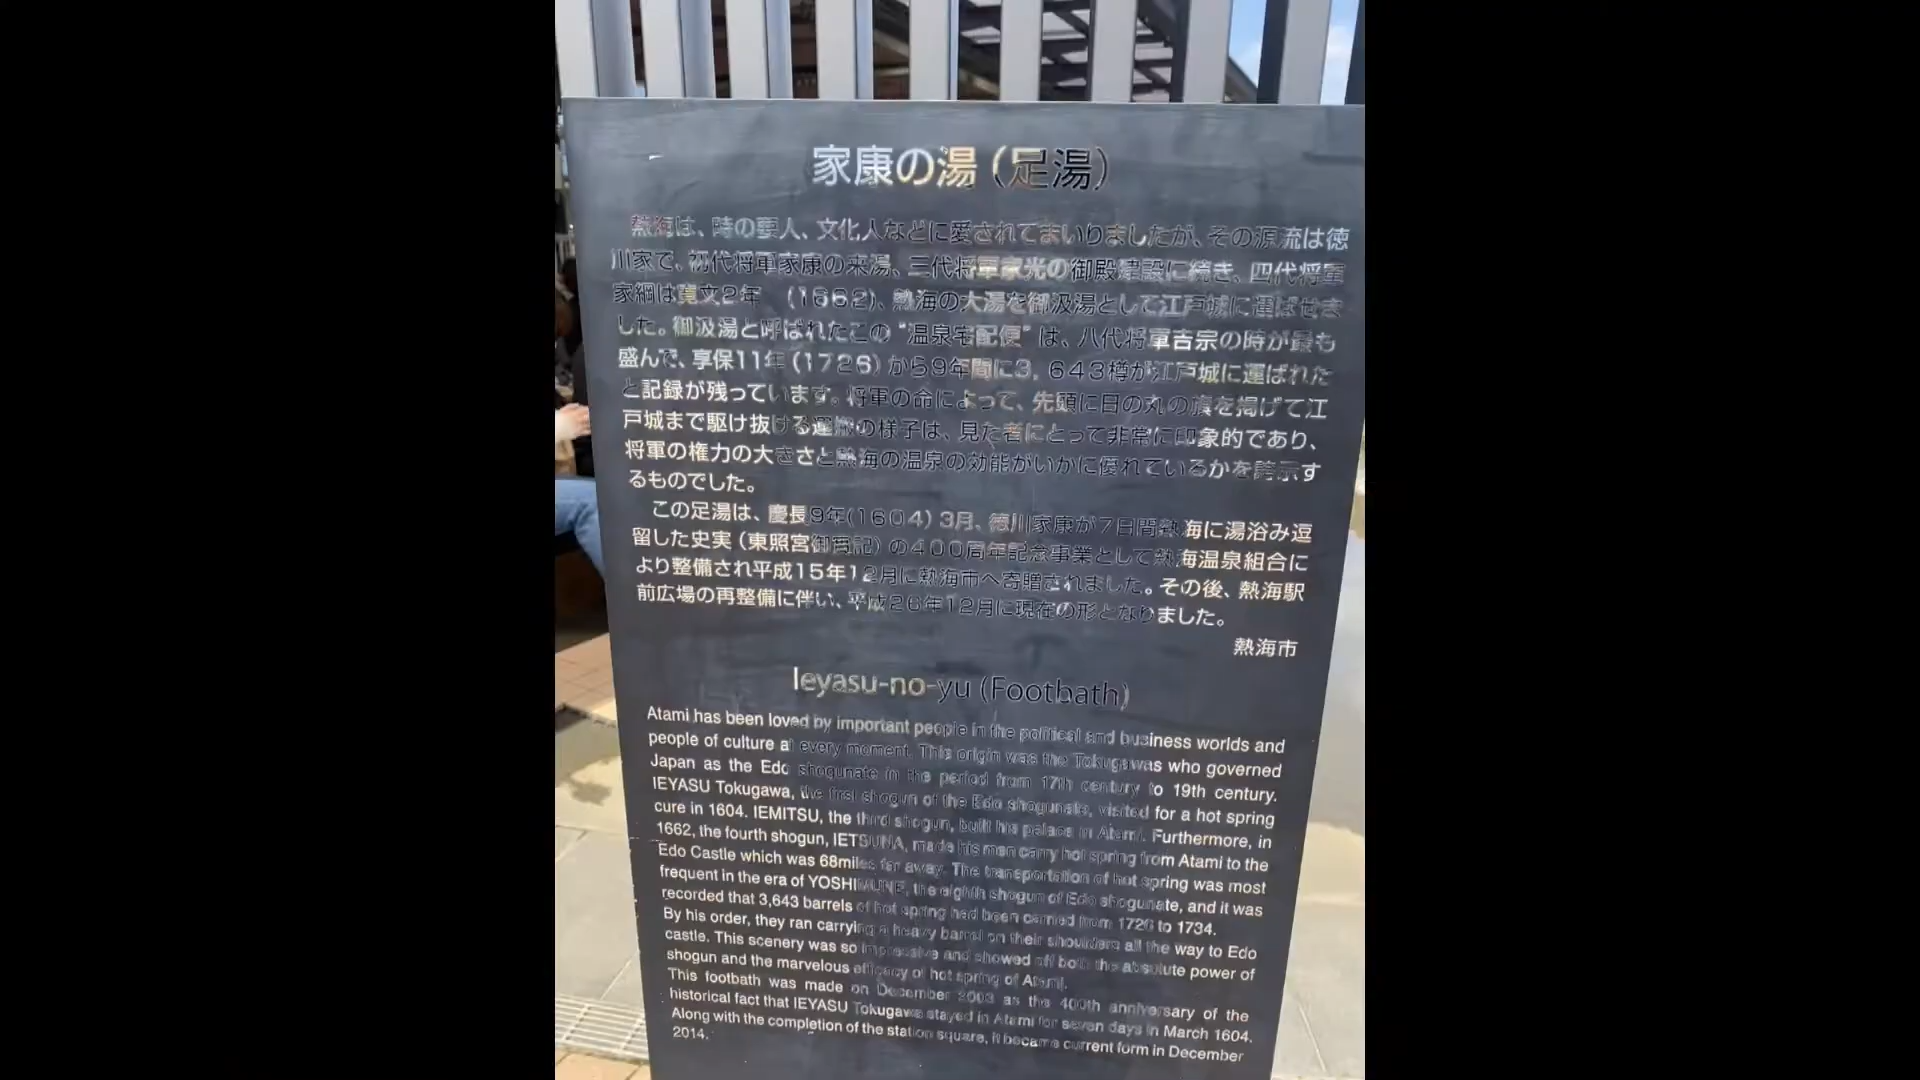 家康の湯（足湯）
熱海は、時の要人、文化人などに愛されてまいりましたが、その源流は徳
川家で、初代将軍家康の来湯、三代将軍家光の御殿建設に続き、四代将軍
家綱は寛文2年　(1662)、熱海の大湯を御汲湯として江戸城に運ばせま
した。御汲湯と呼ばれたこの“温泉宅配便”は、八代将軍吉宗の時が最も
盛んで、享保11年 (1726) から9年間に3, 643樽が江戸城に運ばれた
と記録が残っています。将軍の命によって、先頭に日の丸の旗を掲げて江
戸城まで駆け抜ける運搬の様子は、見た者にとって非常に印象的であり、
将軍の権力の大きさと熱海の温泉の効能がいかに優れているかを誇示す
るものでした。
この足湯は、慶長9年(1604) 3月、徳川家康が7日間熱海に湯浴み逗
留した史実（東照宮御實記）の400周年記念事業として熱海温泉組合に
より整備され平成15年12月に熱海市へ寄贈されました。その後、熱海駅
前広場の再整備に伴い、平成26年12月に現在の形となりました。
熱海市
Ieyasu-no-yu (Footbath)
Atami has been loved by important people in the political and business worlds and
people of culture at every moment. This origin was the Tokugawas who governed
Japan as the Edo shogunate in the period from 17th century to 19th century.
IEYASU Tokugawa, the first shogun of the Edo shogunate, visited for a hot spring
cure in 1604. IEMITSU, the third shogun, built his palace in Atami. Furthermore, in
1662, the fourth shogun, IETSUNA, made his men carry hot spring from Atami to the
Edo Castle which was 68miles far away. The transportation of hot spring was most
frequent in the era of YOSHIMUNE, the eighth shogun of Edo shogunate, and it was
recorded that 3,643 barrels of hot spring had been carried from 1726 to 1734.
By his order, they ran carrying a heavy barrel on their shoulders all the way to Edo
castle. This scenery was so impressive and showed off both the absolute power of
shogun and the marvelous efficacy of hot spring of Atami.
This footbath was made on December 2003 as the 400th anniversary of the
historical fact that IEYASU Tokugawa stayed in Atami for seven days in March 1604.
Along with the completion of the station square, it became current form in December
2014.